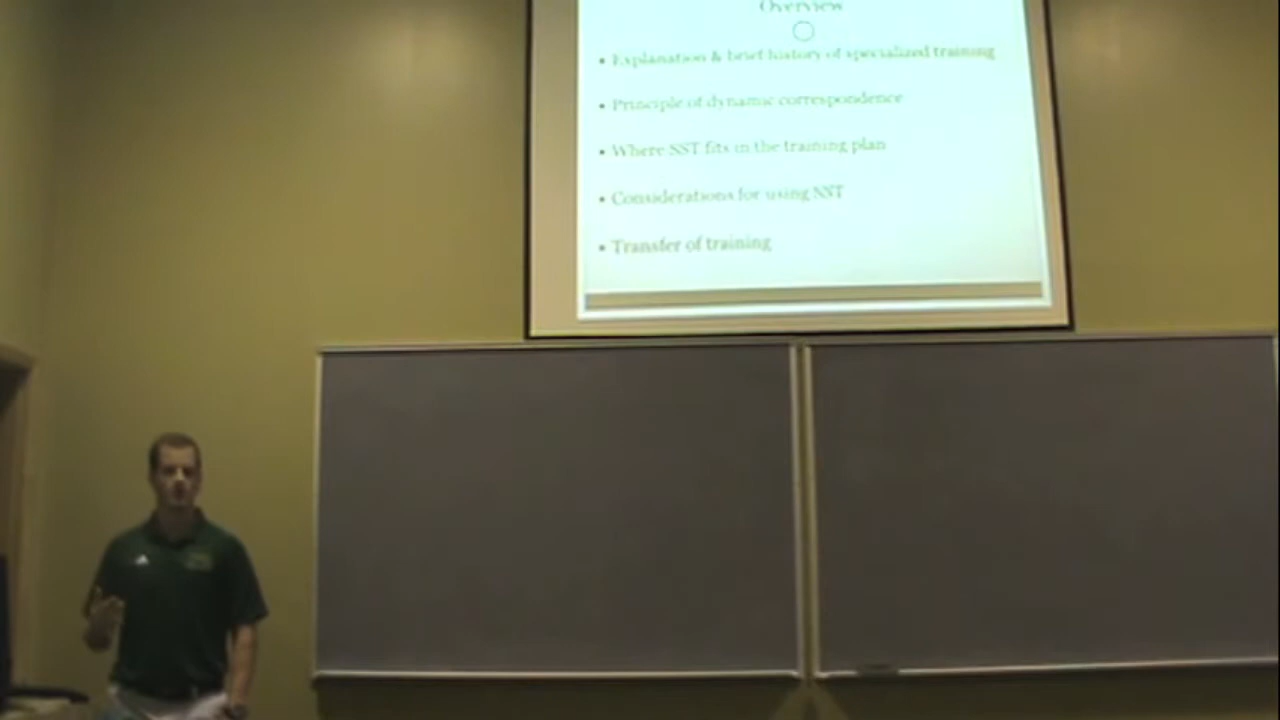 Overview
• Explanation & brief history of specialized training
• Principle of dynamic correspondence
• Where SST fits in the training plan
• Considerations for using SST
• Transfer of training